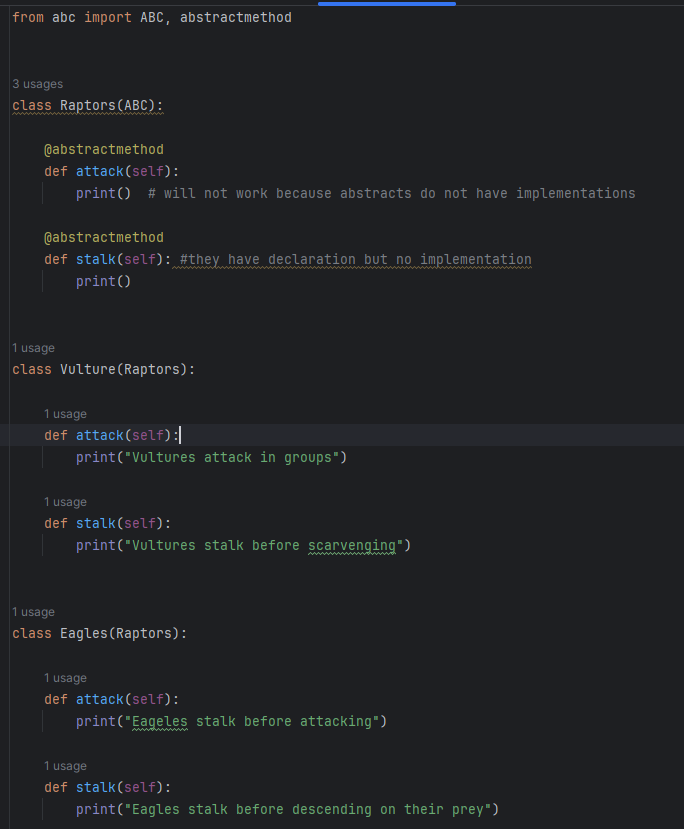 from abc import ABC, abstractmethod
3 usages
class Raptors(ABC):
@abstractmethod
def attack(self):
print()  # will not work because abstracts do not have implementations
@abstractmethod
def stalk(self): #they have declaration but no implementation
print()
1 usage
class Vulture(Raptors):
1 usage
def attack(self):
print("Vultures attack in groups")
1 usage
def stalk(self):
print("Vultures stalk before scarvenging")
1 usage
class Eagles(Raptors):
1 usage
def attack(self):
print("Eageles stalk before attacking")
1 usage
def stalk(self):
print("Eagles stalk before descending on their prey")